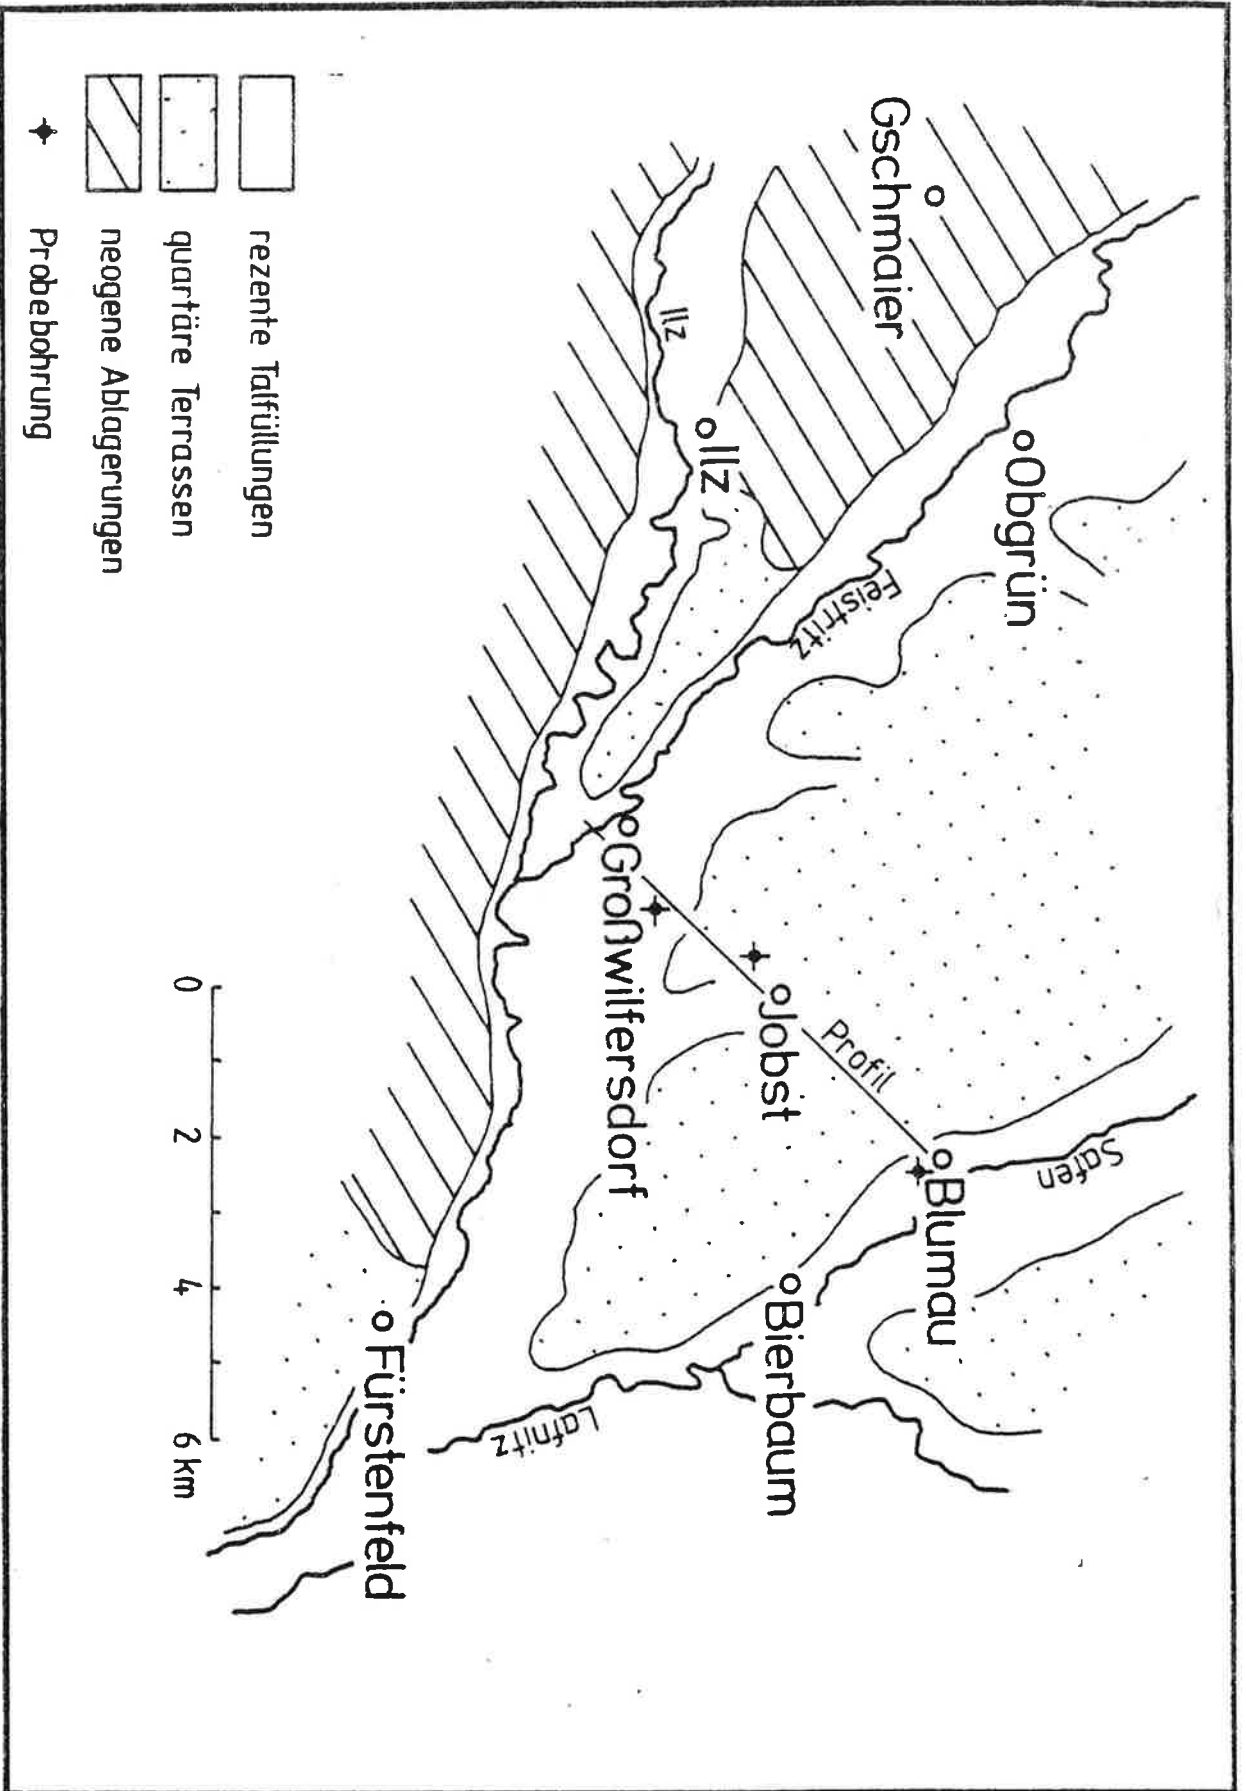 Gschmaier
Obgrün
Ilz
Ilz
Feistritz
Großwilfersdorf
Jobst
Profil
Blumau
Safen
Bierbaum
Lafnitz
Fürstenfeld
0 2 4 6 km
rezente Talfüllungen
quartäre Terrassen
neogene Ablagerungen
Probebohrung